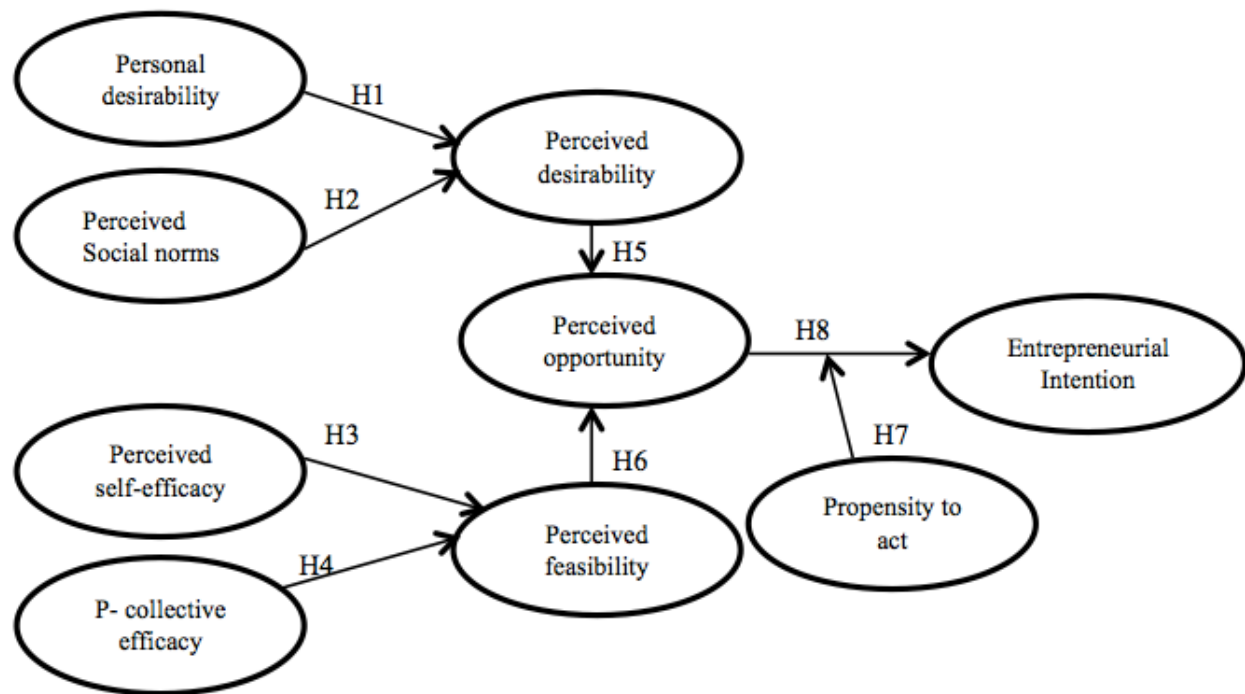 Personal
desirability
H1
Perceived
desirability
Perceived
Social norms
H2
H5
Perceived
opportunity
H8
Entrepreneurial
Intention
Perceived
self-efficacy
H3
H6
H7
Perceived
feasibility
Propensity to
act
H4
P- collective
efficacy